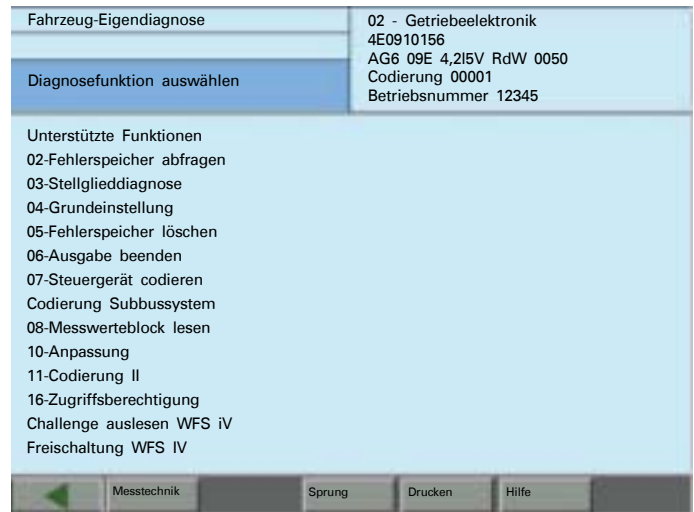 Fahrzeug-Eigendiagnose
Diagnosefunktion auswählen
02 - Getriebeelektronik
4E0910156
AG6 09E 4,2l5V RdW 0050
Codierung 00001
Betriebsnummer 12345
Unterstützte Funktionen
02-Fehlerspeicher abfragen
03-Stellglieddiagnose
04-Grundeinstellung
05-Fehlerspeicher löschen
06-Ausgabe beenden
07-Steuergerät codieren
Codierung Subbussystem
08-Messwerteblock lesen
10-Anpassung
11-Codierung II
16-Zugriffsberechtigung
Challenge auslesen WFS iV
Freischaltung WFS IV
Messtechnik
Sprung
Drucken
Hilfe